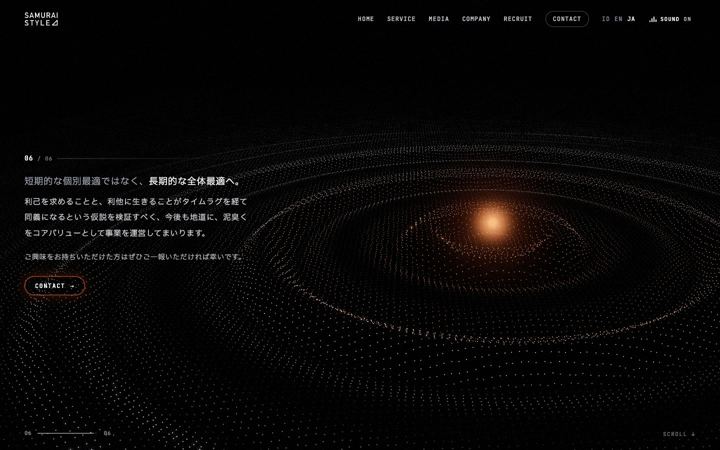 SAMURAI
STYLE
HOME SERVICE MEDIA COMPANY RECRUIT CONTACT IO EN JA SOUND ON
06 / 06
短期的な個別最適ではなく、長期的な全体最適へ。
利己を求めることと、利他に生きることがタイムラグを経て
同義になるという仮説を検証すべく、今後も地道に、泥臭く
をコアバリューとして事業を運営してまいります。
ご興味をお持ちいただけた方はぜひご一報いただければ幸いです。
CONTACT →
06 06
SCROLL ↓